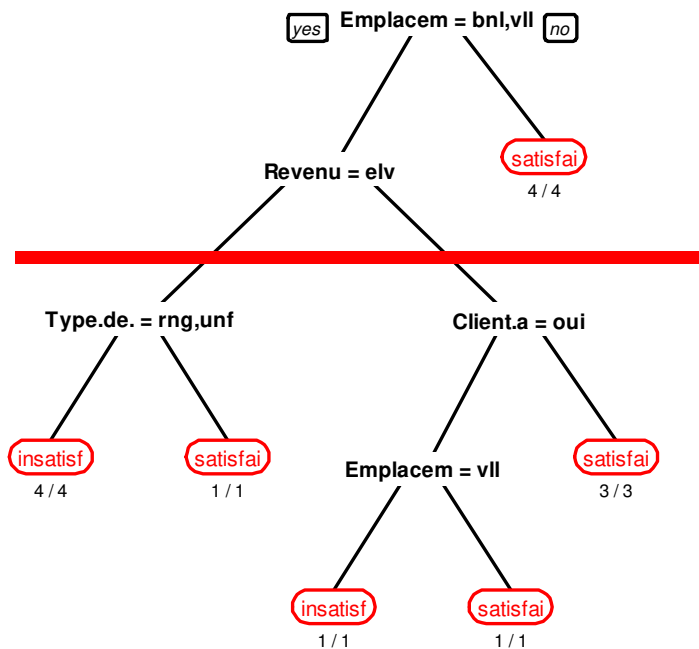 yes Emplacem = bnl,vll no
satisfai
4 / 4
Revenu = elv
Type.de. = rng,unf Client.a = oui
insatisf satisfai satisfai
4 / 4 1 / 1 3 / 3
Emplacem = vll
insatisf satisfai
1 / 1 1 / 1